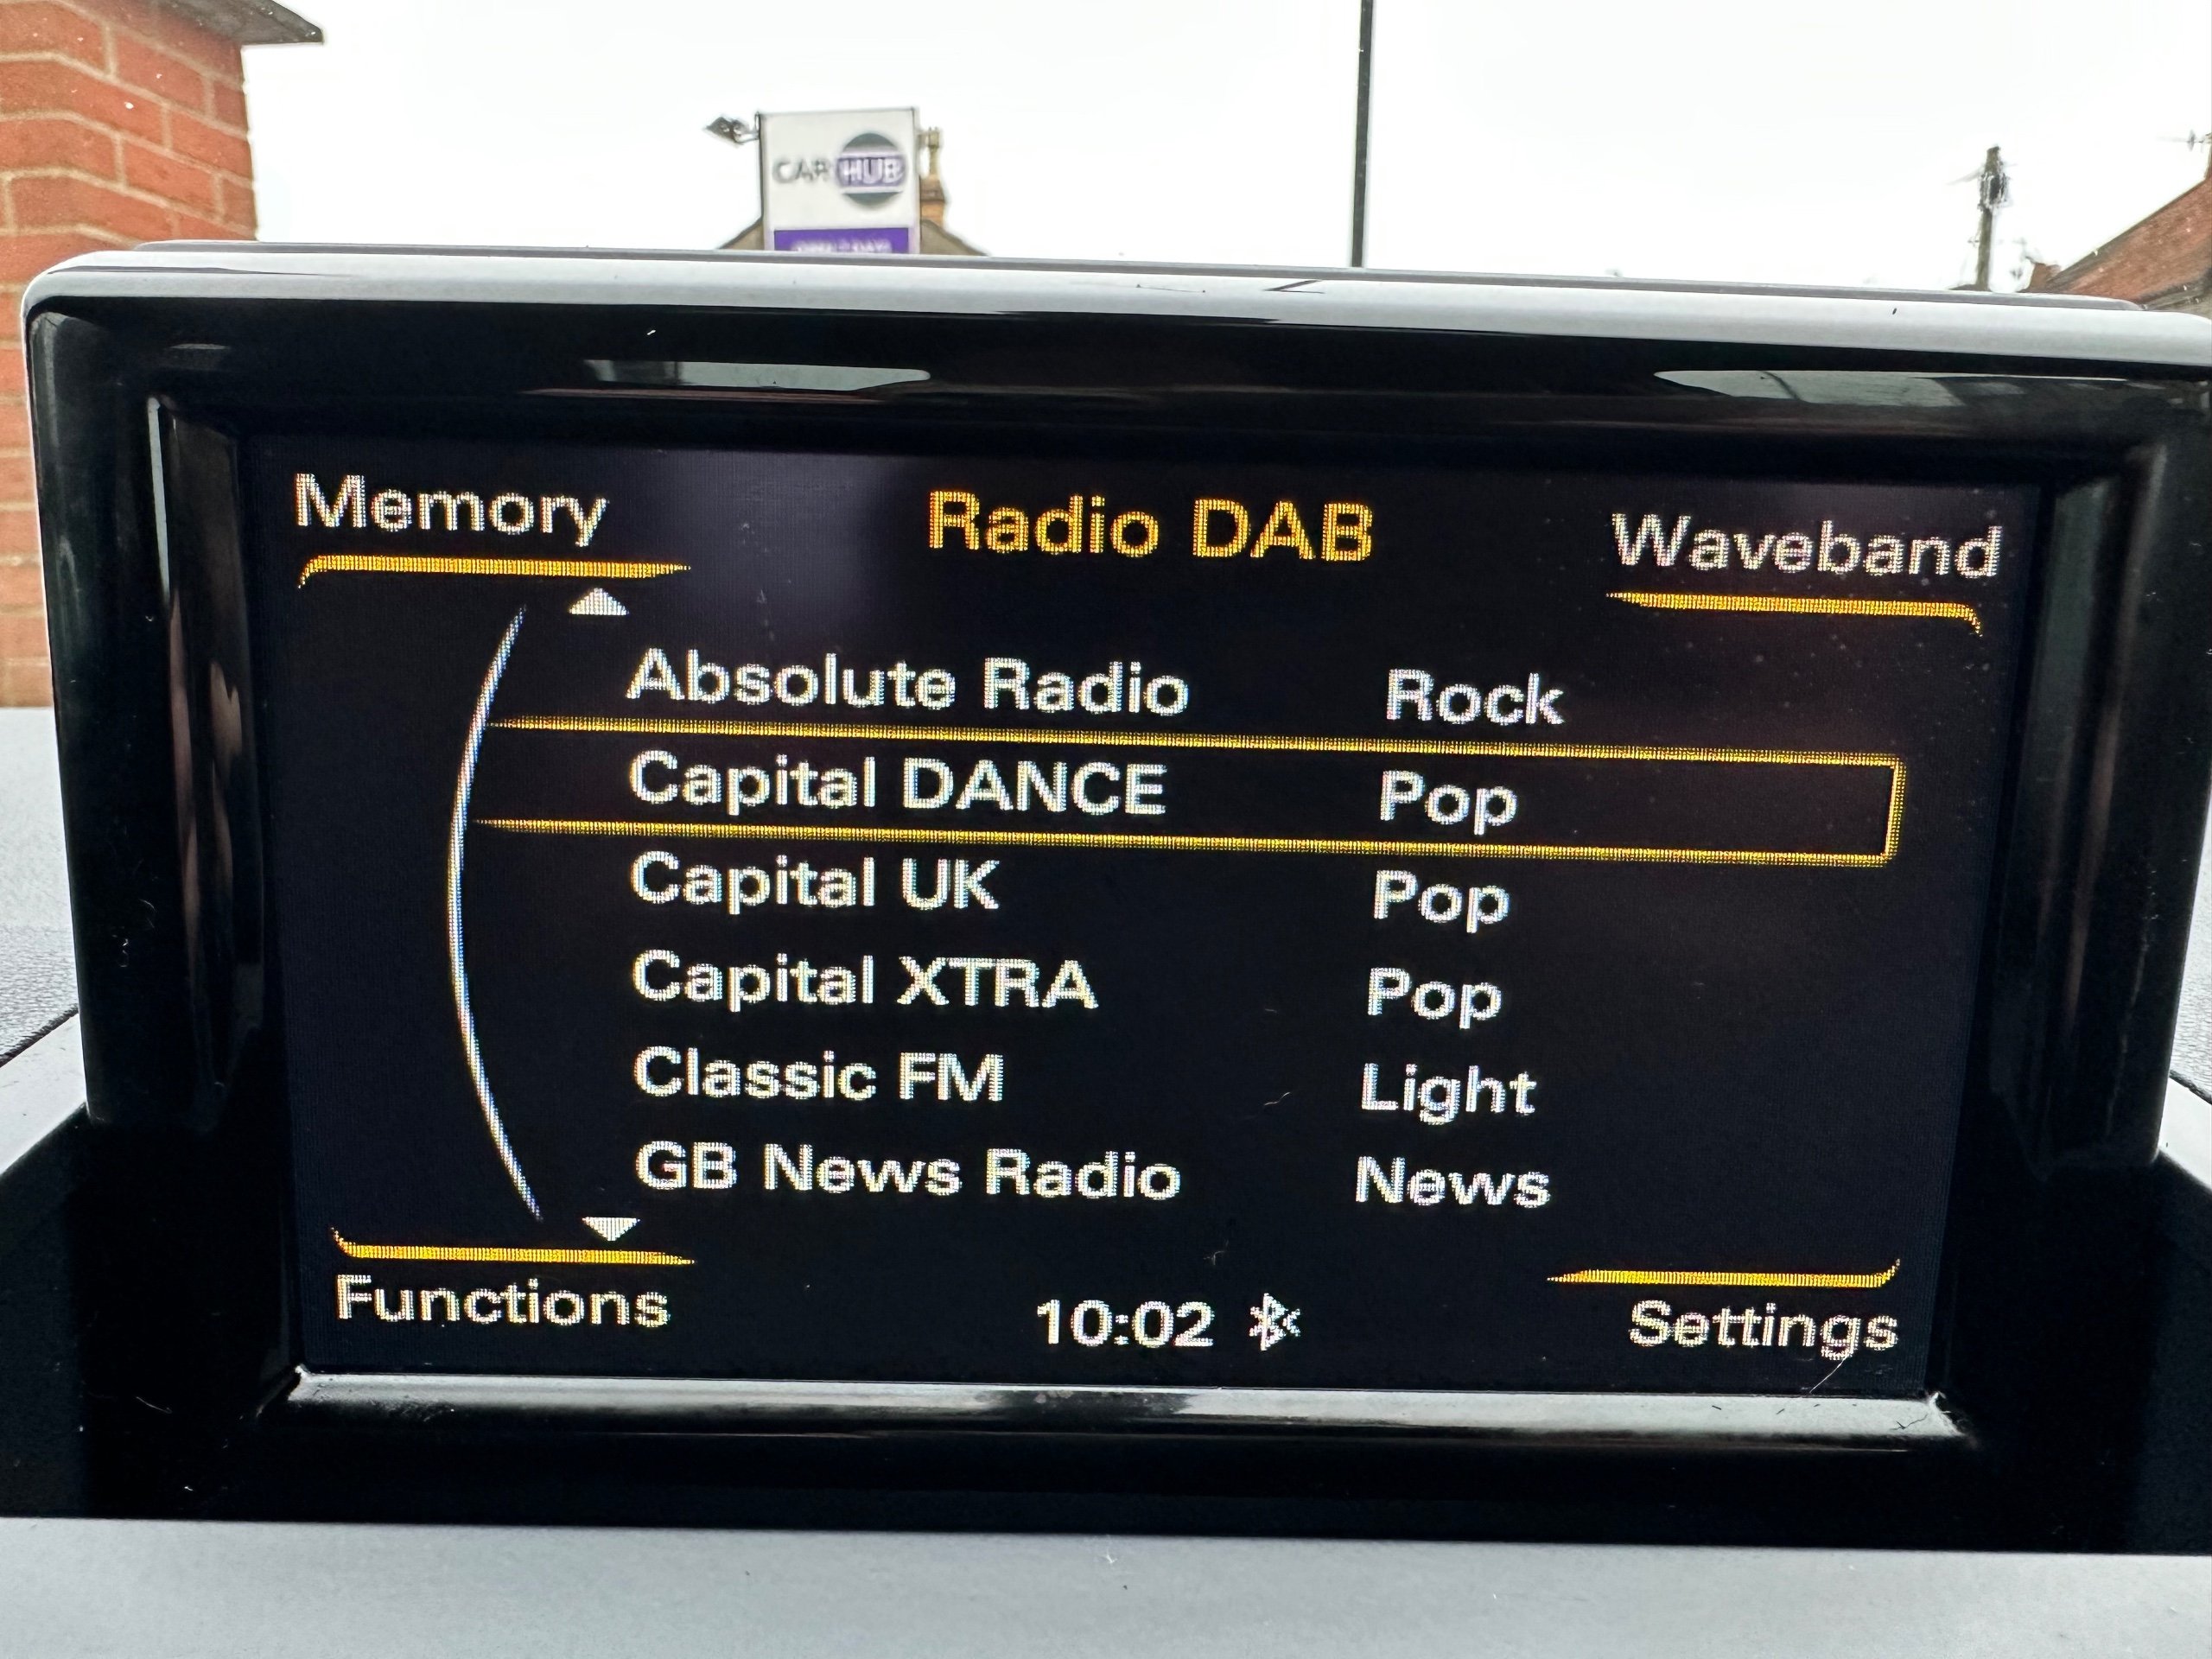 CAR HUB
Memory
Radio DAB
Waveband
Absolute Radio Rock
Capital DANCE Pop
Capital UK Pop
Capital XTRA Pop
Classic FM Light
GB News Radio News
Functions
10:02
Settings